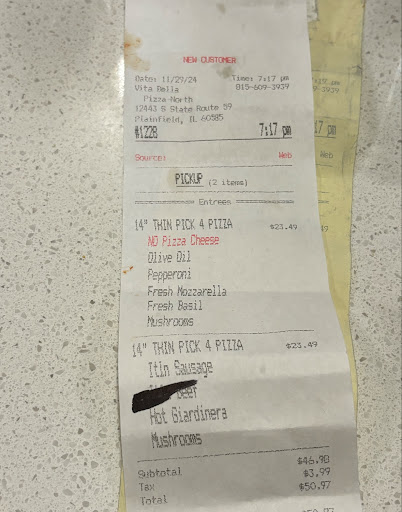 NEW CUSTOMER
Date: 11/29/24 Time: 7:17 pm
Vita Bella 815-609-3939
Pizza North
12443 S State Route 59
Plainfield, IL 60585
#1228 7:17 pm
Source: Web
PICKUP (2 items)
Entrees
14" THIN PICK 4 PIZZA $23.49
NO Pizza Cheese
Olive Oil
Pepperoni
Fresh Mozzarella
Fresh Basil
Mushrooms
14" THIN PICK 4 PIZZA $23.49
Itln Sausage
Beef
Hot Giardinera
Mushrooms
Subtotal $46.98
Tax $3.99
Total $50.97